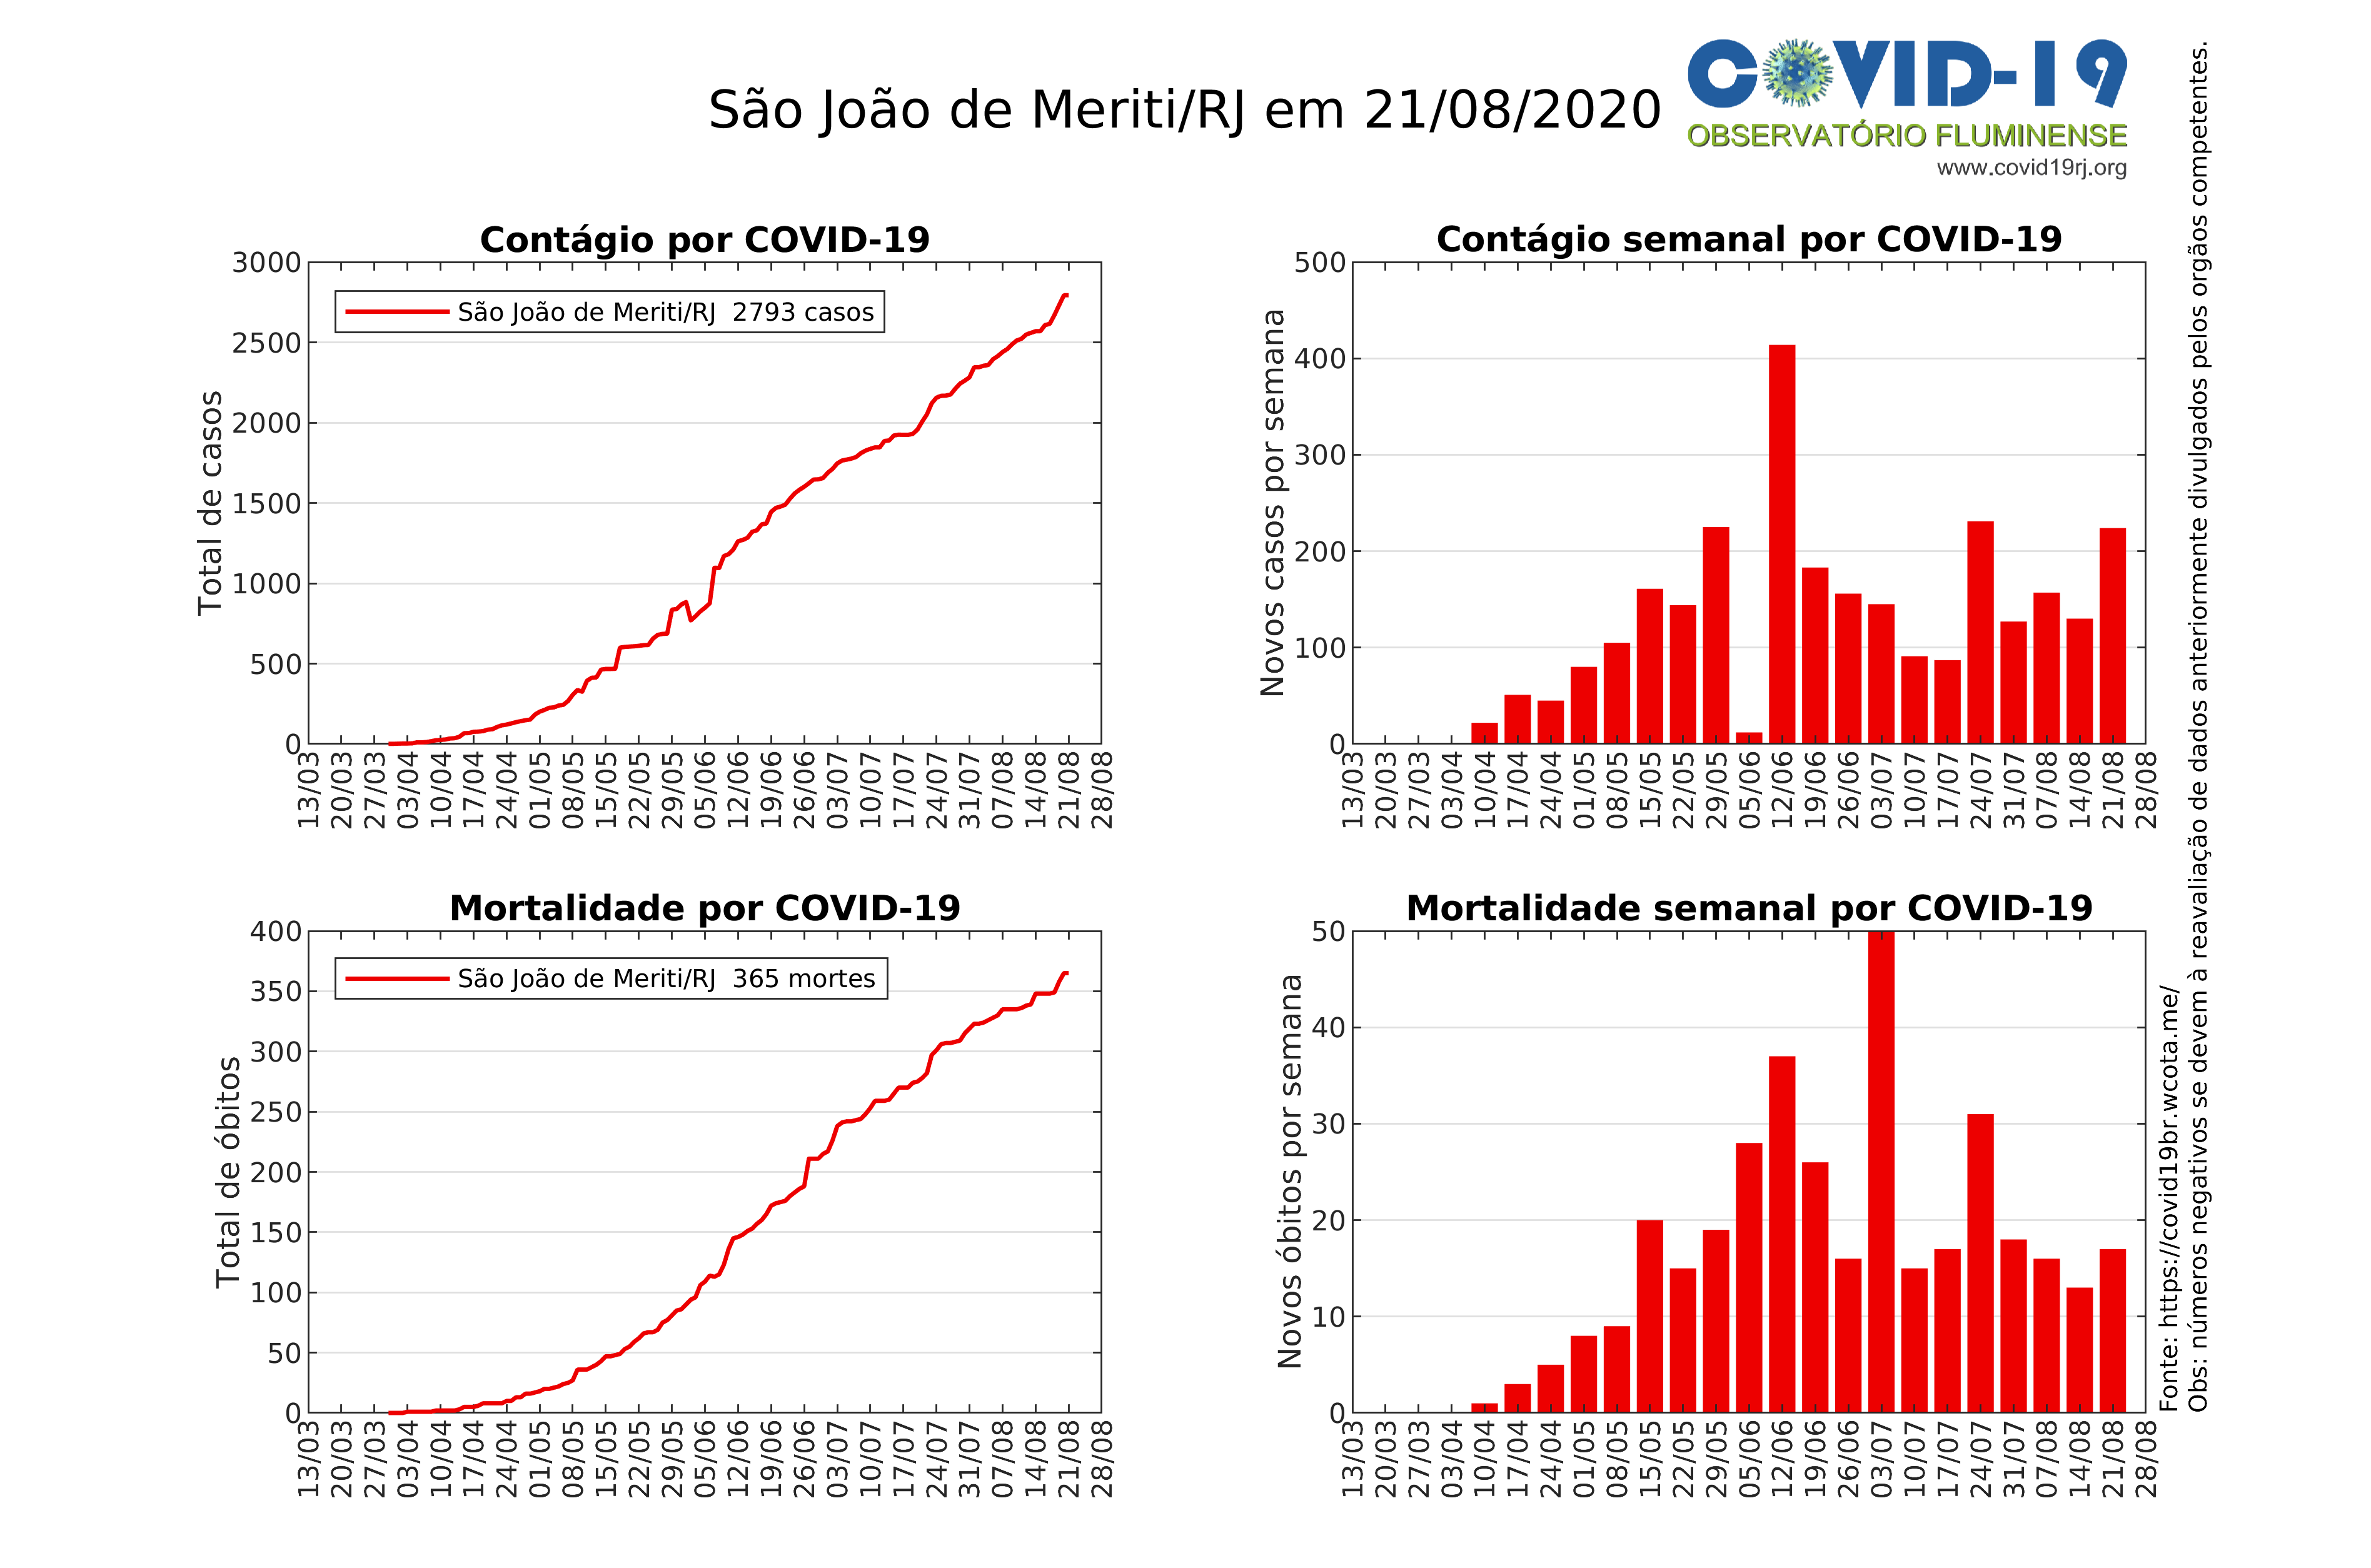 São João de Meriti/RJ em 21/08/2020
COVID-19
OBSERVATÓRIO FLUMINENSE
www.covid19rj.org
Contágio por COVID-19
Total de casos
3000
2500
2000
1500
1000
500
0
São João de Meriti/RJ 2793 casos
13/03 20/03 27/03 03/04 10/04 17/04 24/04 01/05 08/05 15/05 22/05 29/05 05/06 12/06 19/06 26/06 03/07 10/07 17/07 24/07 31/07 07/08 14/08 21/08 28/08
Contágio semanal por COVID-19
Novos casos por semana
500
400
300
200
100
0
13/03 20/03 27/03 03/04 10/04 17/04 24/04 01/05 08/05 15/05 22/05 29/05 05/06 12/06 19/06 26/06 03/07 10/07 17/07 24/07 31/07 07/08 14/08 21/08 28/08
Mortalidade por COVID-19
Total de óbitos
400
350
300
250
200
150
100
50
0
São João de Meriti/RJ 365 mortes
13/03 20/03 27/03 03/04 10/04 17/04 24/04 01/05 08/05 15/05 22/05 29/05 05/06 12/06 19/06 26/06 03/07 10/07 17/07 24/07 31/07 07/08 14/08 21/08 28/08
Mortalidade semanal por COVID-19
Novos óbitos por semana
50
40
30
20
10
0
13/03 20/03 27/03 03/04 10/04 17/04 24/04 01/05 08/05 15/05 22/05 29/05 05/06 12/06 19/06 26/06 03/07 10/07 17/07 24/07 31/07 07/08 14/08 21/08 28/08
Fonte: https://covid19br.wcota.me/
Obs: números negativos se devem à reavaliação de dados anteriormente divulgados pelos orgãos competentes.